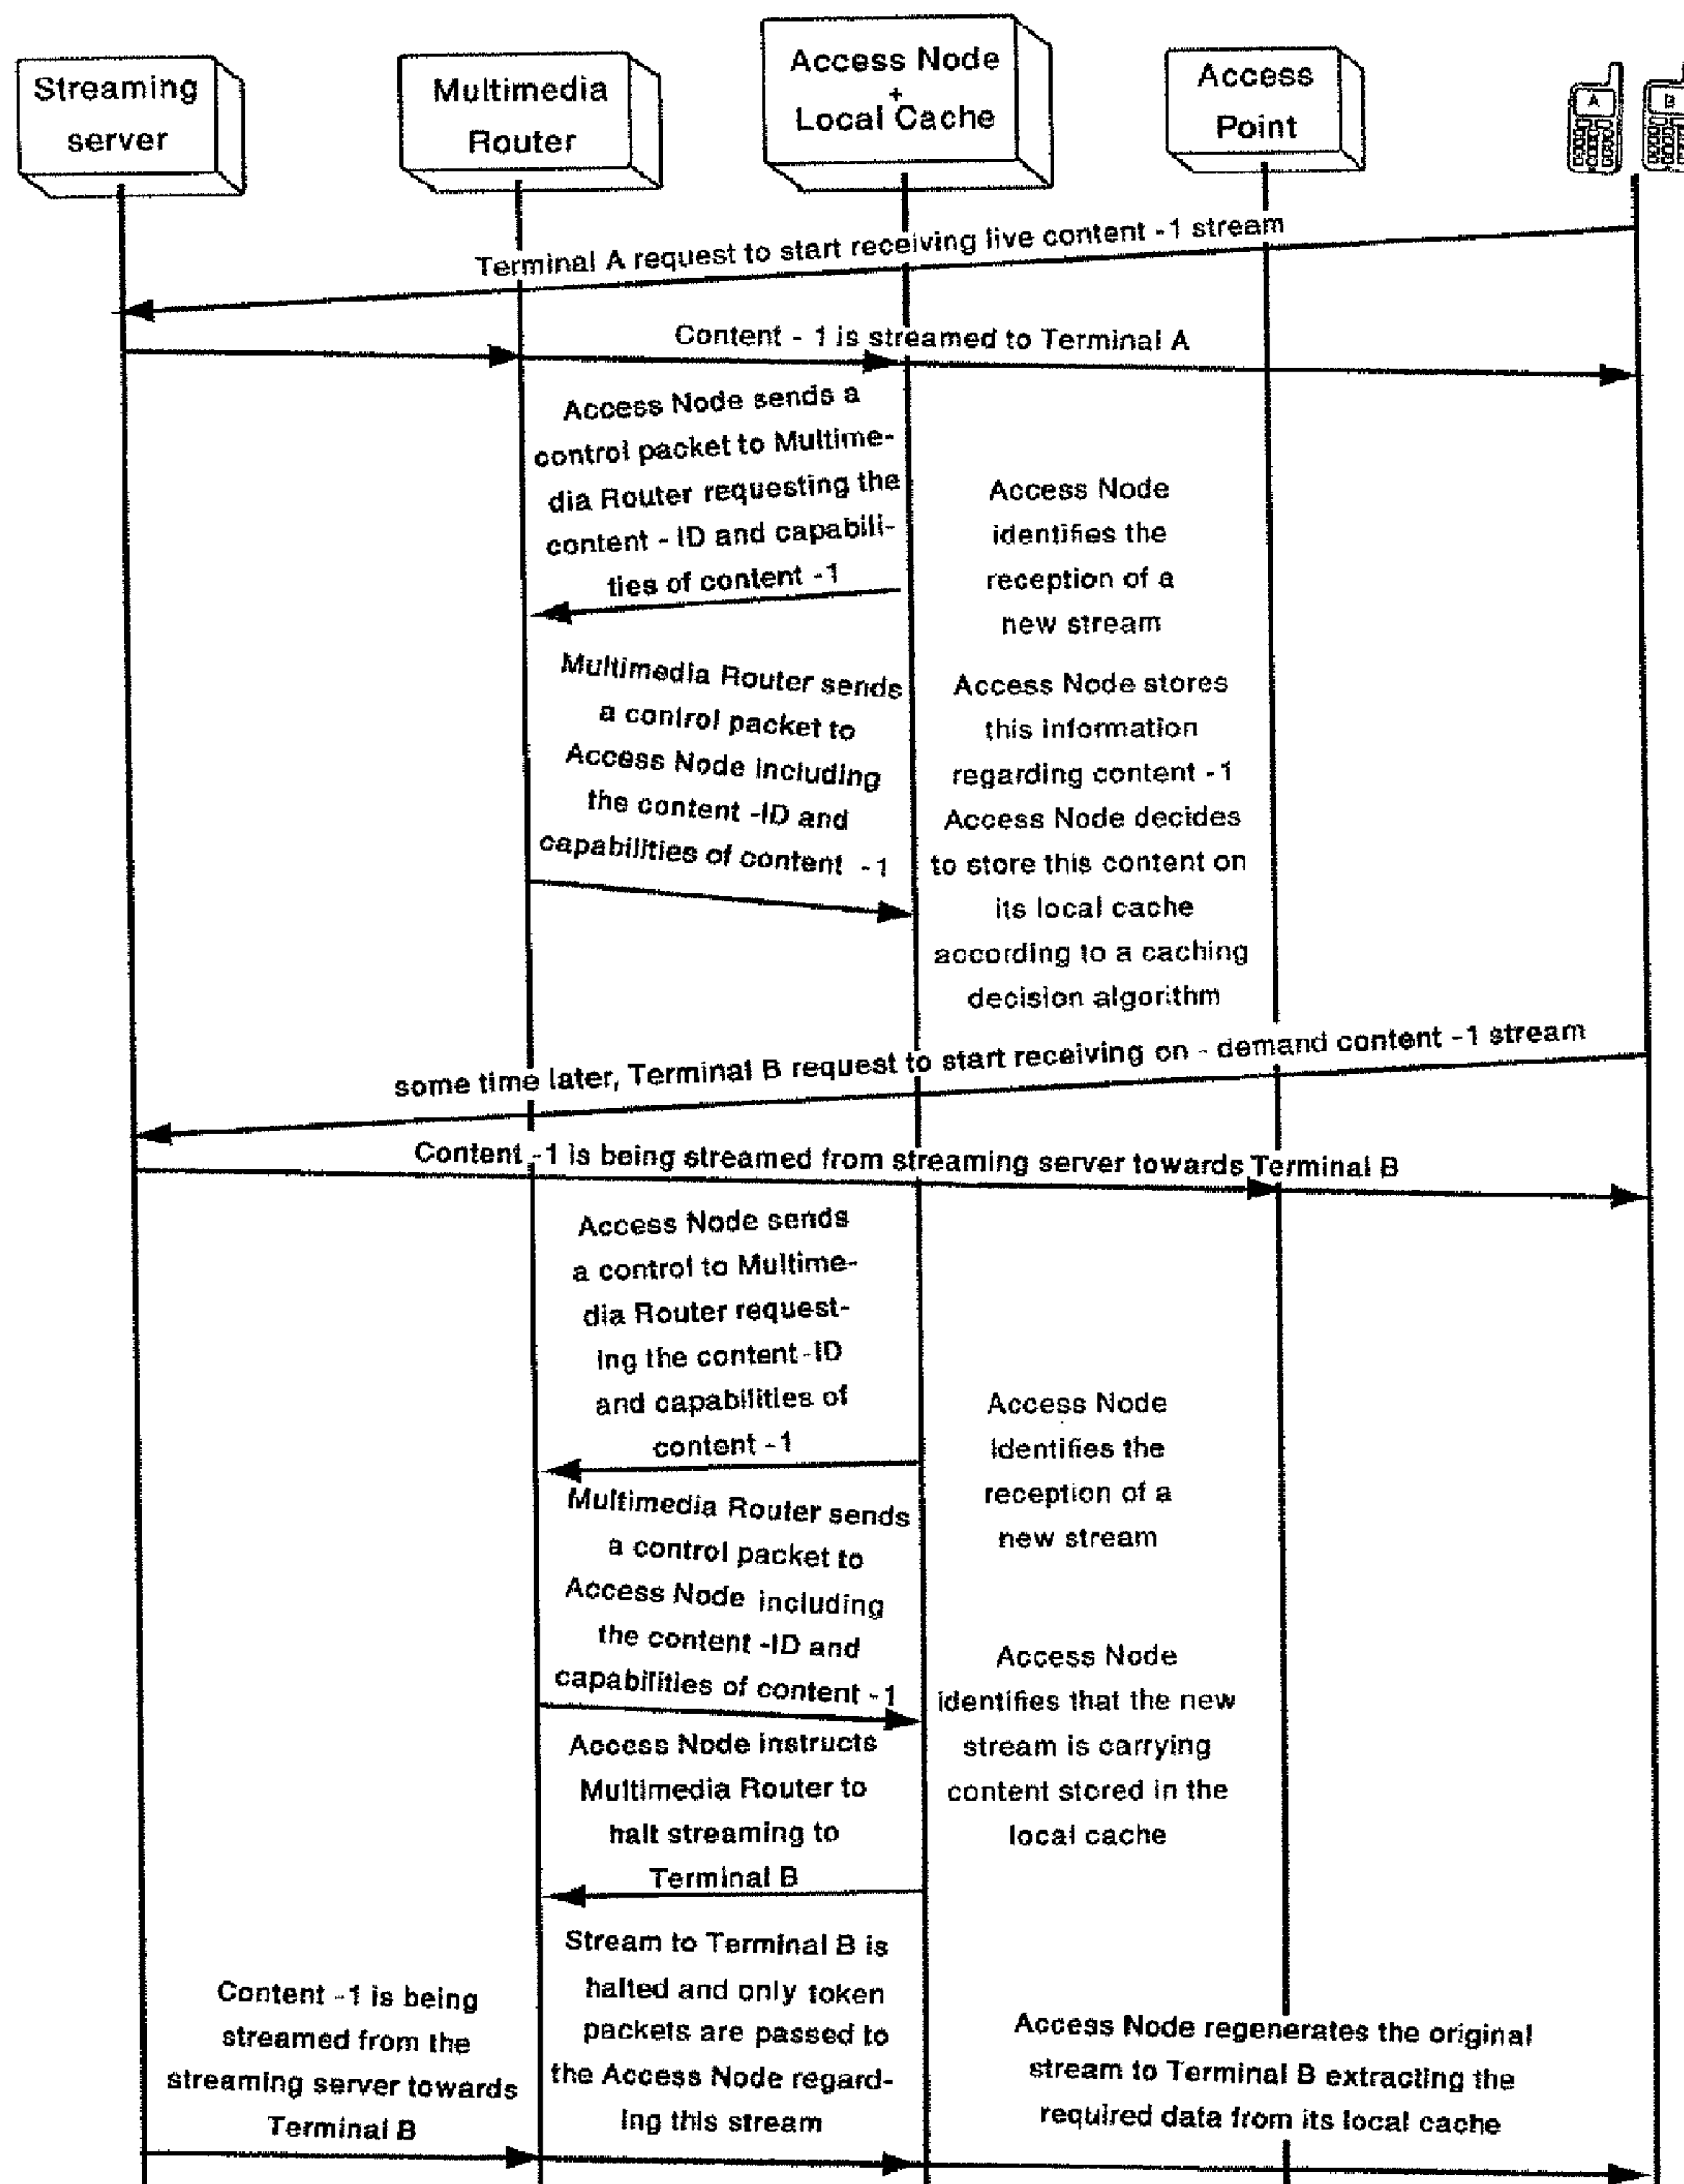 Streaming
server
Multimedia
Router
Access Node
+
Local Cache
Access
Point
A
B
Terminal A request to start receiving live content -1 stream
Content - 1 is streamed to Terminal A
Access Node sends a
control packet to Multime-
dia Router requesting the
content - ID and capabili-
ties of content -1
Access Node
identifies the
reception of a
new stream
Multimedia Router sends
a control packet to
Access Node including
the content -ID and
capabilities of content -1
Access Node stores
this information
regarding content -1
Access Node decides
to store this content on
its local cache
according to a caching
decision algorithm
some time later, Terminal B request to start receiving on - demand content -1 stream
Content -1 is being streamed from streaming server towards Terminal B
Access Node sends
a control to Multime-
dia Router request-
ing the content -ID
and capabilities of
content -1
Access Node
identifies the
reception of a
new stream
Multimedia Router sends
a control packet to
Access Node including
the content -ID and
capabilities of content -1
Access Node
identifies that the new
stream is carrying
content stored in the
local cache
Access Node instructs
Multimedia Router to
halt streaming to
Terminal B
Content -1 is being
streamed from the
streaming server towards
Terminal B
Stream to Terminal B is
halted and only token
packets are passed to
the Access Node regard-
ing this stream
Access Node regenerates the original
stream to Terminal B extracting the
required data from its local cache